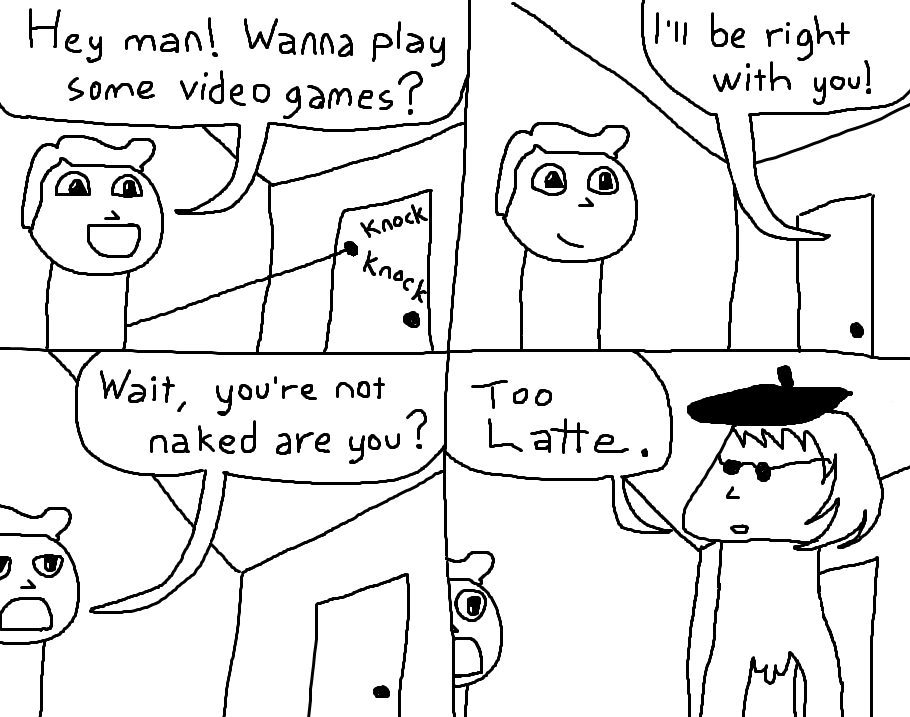 Hey man! Wanna play
some video games?
Knock
Knock
I'll be right
with you!
Wait, you're not
naked are you?
Too
Latte.